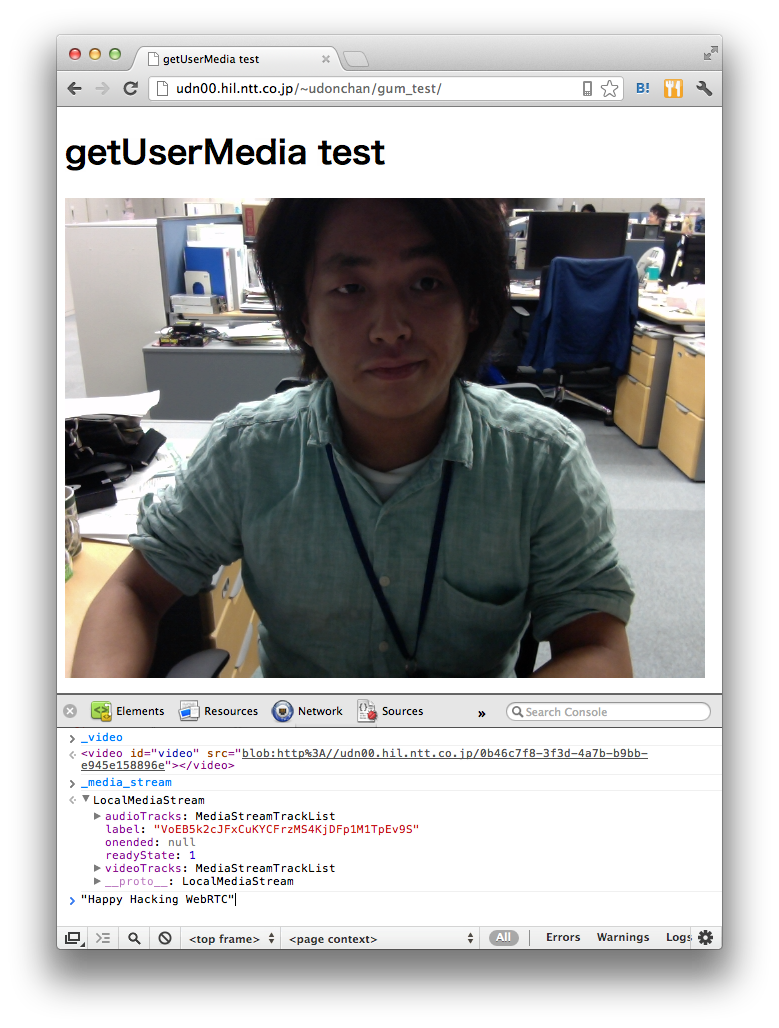 getUserMedia test
udn00.hil.ntt.co.jp/~udonchan/gum_test/
B!
getUserMedia test
Elements
Resources
Network
Sources
»
Search Console
> _video
<video id="video" src="blob:http%3A//udn00.hil.ntt.co.jp/0b46c7f8-3f3d-4a7b-b9bb-
e945e158896e"></video>
> _media_stream
▼LocalMediaStream
▶ audioTracks: MediaStreamTrackList
label: "VoEB5k2cJFxCuKYCFrzMS4KjDFp1M1TpEv9S"
onended: null
readyState: 1
▶ videoTracks: MediaStreamTrackList
▶ __proto__: LocalMediaStream
> "Happy Hacking WebRTC"
<top frame>
<page context>
All
Errors
Warnings
Logs